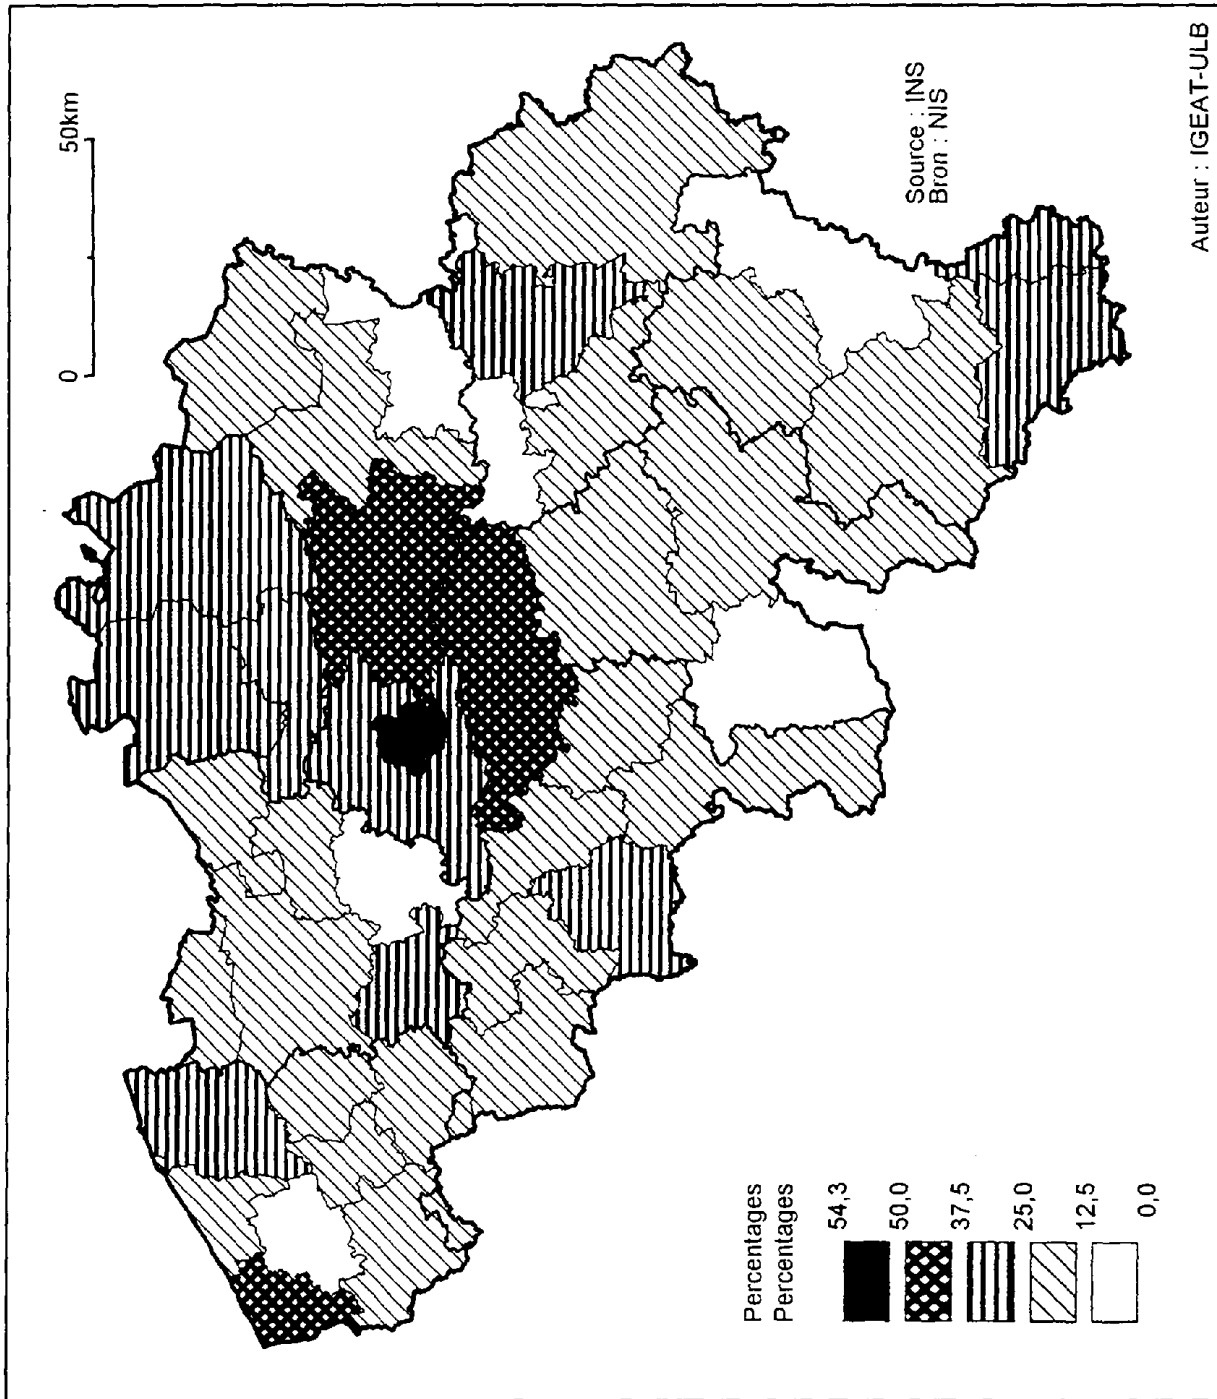 0 50km
Source : INS
Bron : NIS
Auteur : IGEAT-ULB
Percentages
Percentages
54,3
50,0
37,5
25,0
12,5
0,0